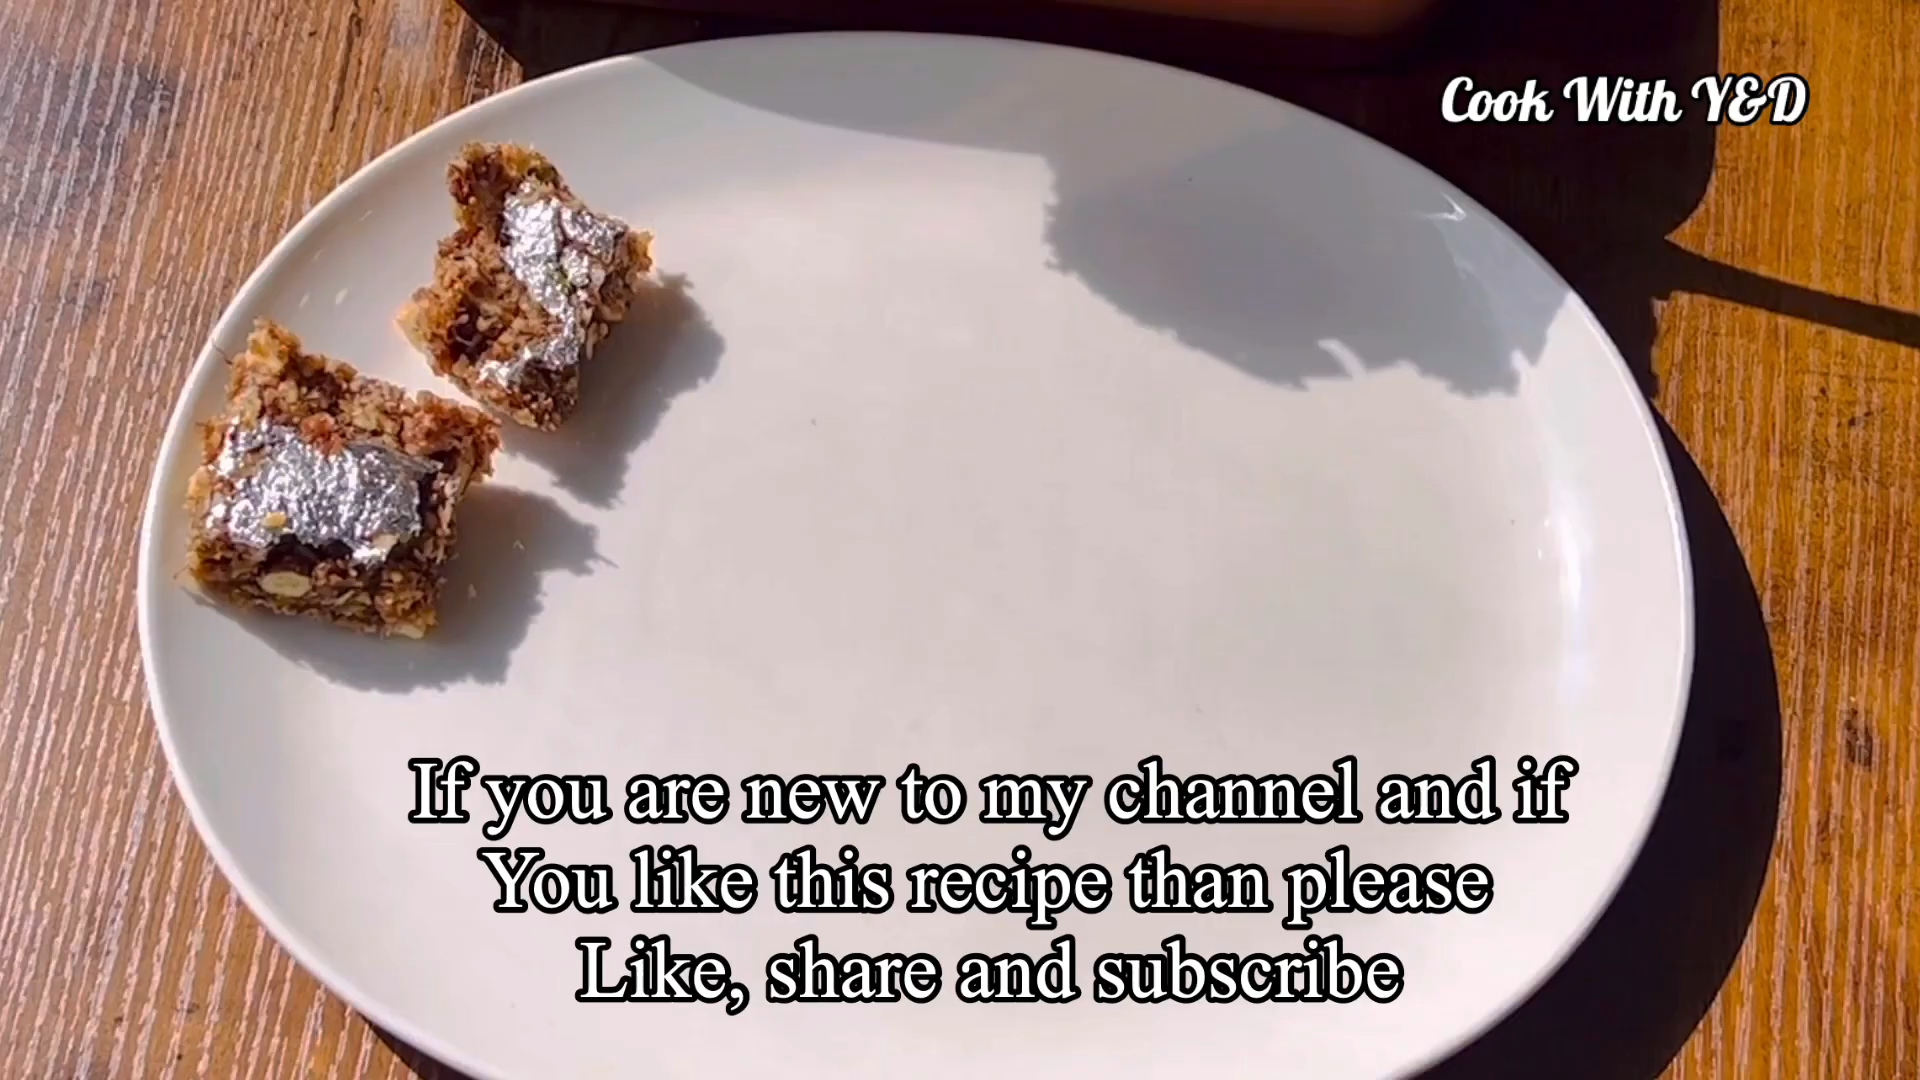 Cook With Y&D
If you are new to my channel and if
You like this recipe than please
Like, share and subscribe